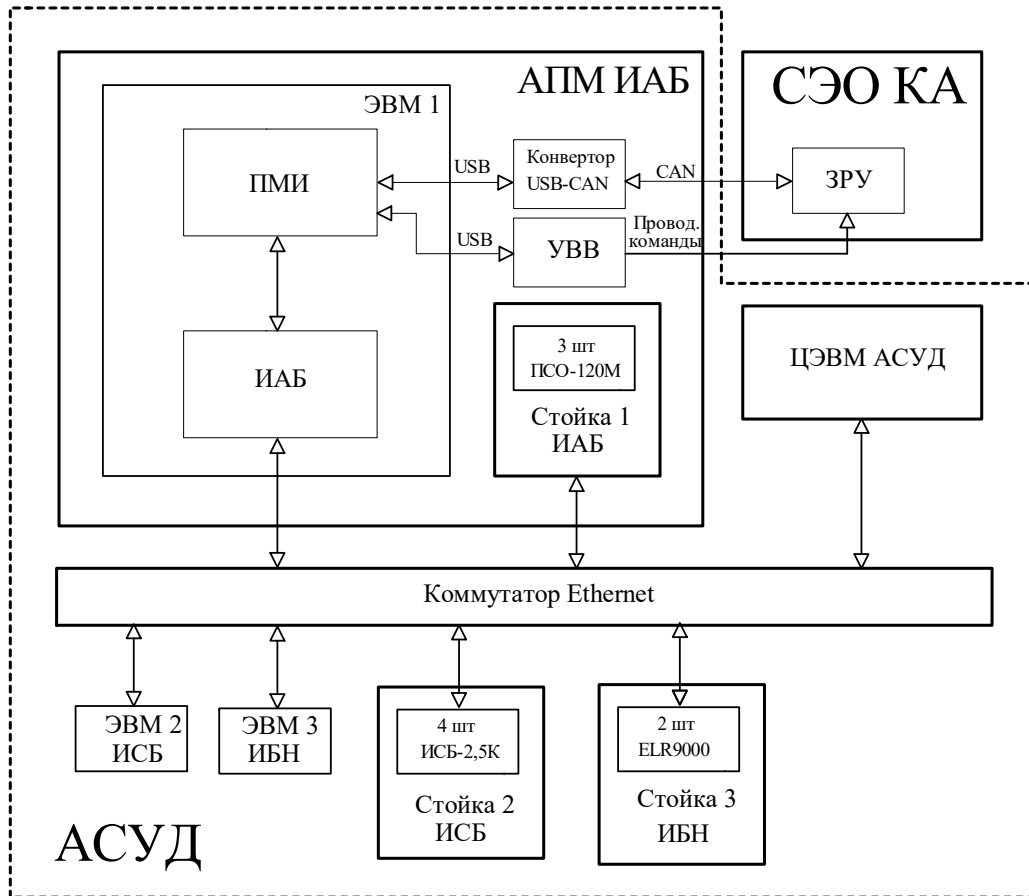 АПМ ИАБ
СЭО КА
ЭВМ 1
ПМИ
USB
Конвертор
USB-CAN
CAN
ЗРУ
USB
УВВ
Провод.
команды
ИАБ
3 шт
ПСО-120М
Стойка 1
ИАБ
ЦЭВМ АСУД
Коммутатор Ethernet
ЭВМ 2
ИСБ
ЭВМ 3
ИБН
4 шт
ИСБ-2,5К
Стойка 2
ИСБ
2 шт
ELR9000
Стойка 3
ИБН
АСУД